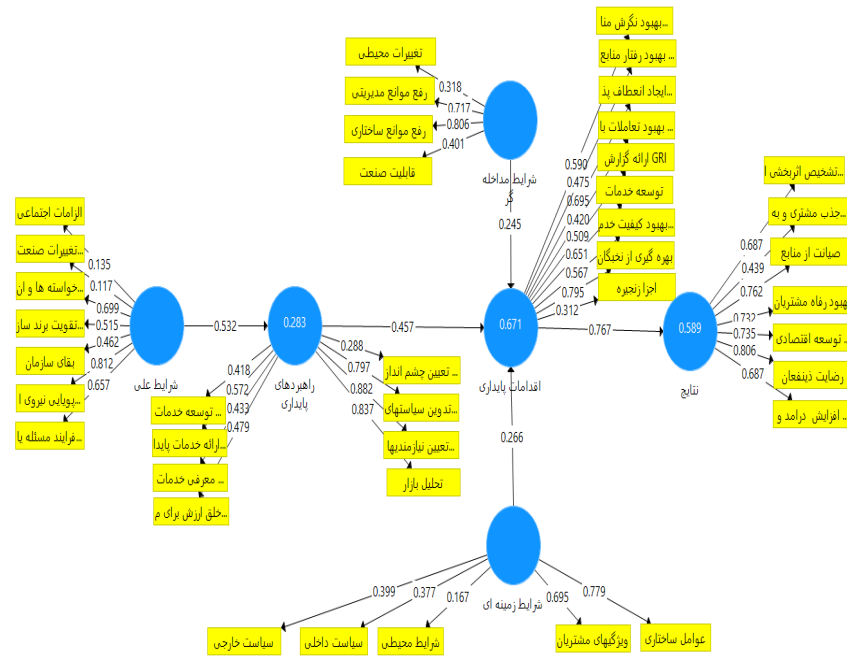 تغییرات محیطی
رفع موانع مدیریتی
رفع موانع ساختاری
قابلیت صنعت
0.318
0.717
0.806
0.401
شرایط مداخله
گر
0.245
بهبود نگرش منا...
بهبود رفتار منابع ...
ایجاد انعطاف پذ...
بهبود تعاملات با ...
ارائه گزارش GRI
توسعه خدمات
بهبود کیفیت خدم...
بهره گیری از نخبگان
اجزا زنجیره
0.590
0.475
0.695
0.420
0.509
0.651
0.567
0.795
0.312
0.671
اقدامات پایداری
الزامات اجتماعی
تغییرات صنعت...
خواسته ها و ان...
تقویت برند ساز...
بقای سازمان
پویایی نیروی ا...
فرایند مسئله یا...
0.135
0.117
0.699
0.515
0.462
0.812
0.657
شرایط علی
0.532
0.283
راهبردهای
پایداری
0.457
0.418
0.572
0.433
0.479
توسعه خدمات ...
ارائه خدمات پایدا...
معرفی خدمات ...
خلق ارزش برای م...
0.288
0.797
0.882
0.837
تعیین چشم انداز ...
تدوین سیاستهای...
تعیین نیازمندیها...
تحلیل بازار
0.767
0.589
نتایج
تشخیص اثربخشی ا...
جذب مشتری و به...
صیانت از منابع
بهبود رفاه مشتریان
توسعه اقتصادی ..
رضایت ذینفعان
افزایش درامد و ..
0.687
0.439
0.762
0.732
0.735
0.806
0.687
0.266
شرایط زمینه ای
0.399
0.377
0.167
0.695
0.779
سیاست خارجی
سیاست داخلی
شرایط محیطی
ویژگیهای مشتریان
عوامل ساختاری